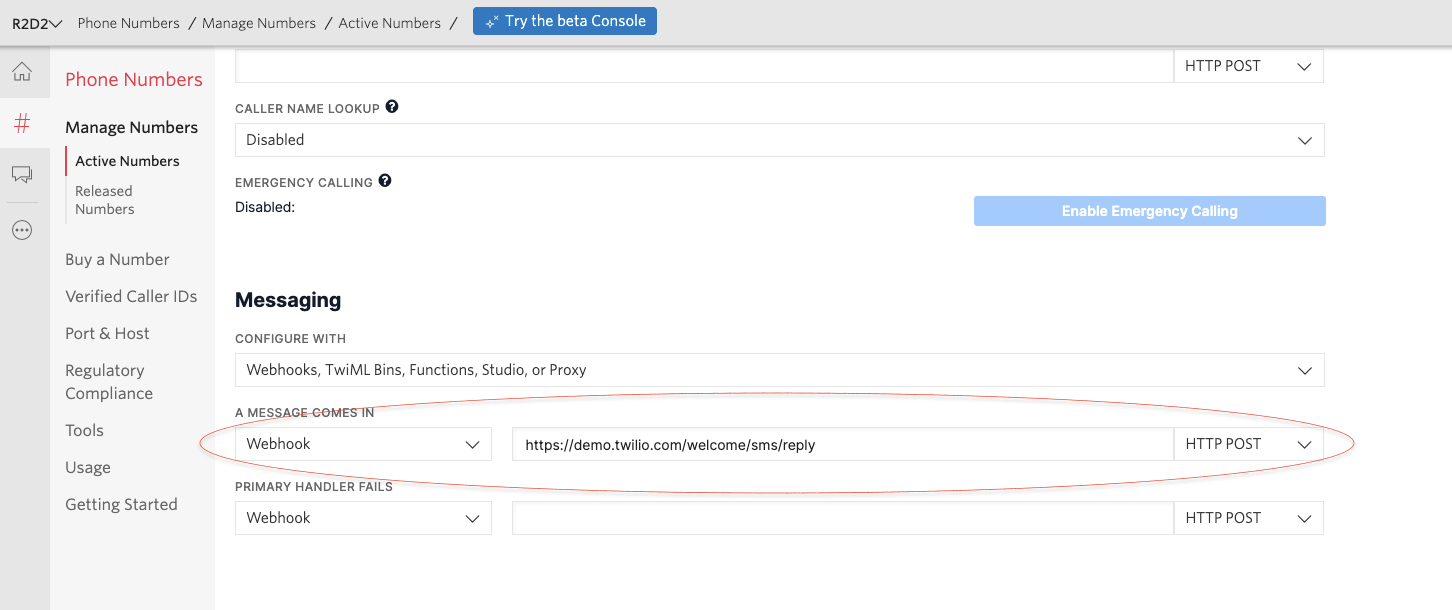 R2D2 Phone Numbers / Manage Numbers / Active Numbers / Try the beta Console
Phone Numbers
Manage Numbers
Active Numbers
Released
Numbers
Buy a Number
Verified Caller IDs
Port & Host
Regulatory
Compliance
Tools
Usage
Getting Started
HTTP POST
CALLER NAME LOOKUP ?
Disabled
EMERGENCY CALLING ?
Disabled:
Enable Emergency Calling
Messaging
CONFIGURE WITH
Webhooks, TwiML Bins, Functions, Studio, or Proxy
A MESSAGE COMES IN
Webhook https://demo.twilio.com/welcome/sms/reply HTTP POST
PRIMARY HANDLER FAILS
Webhook HTTP POST